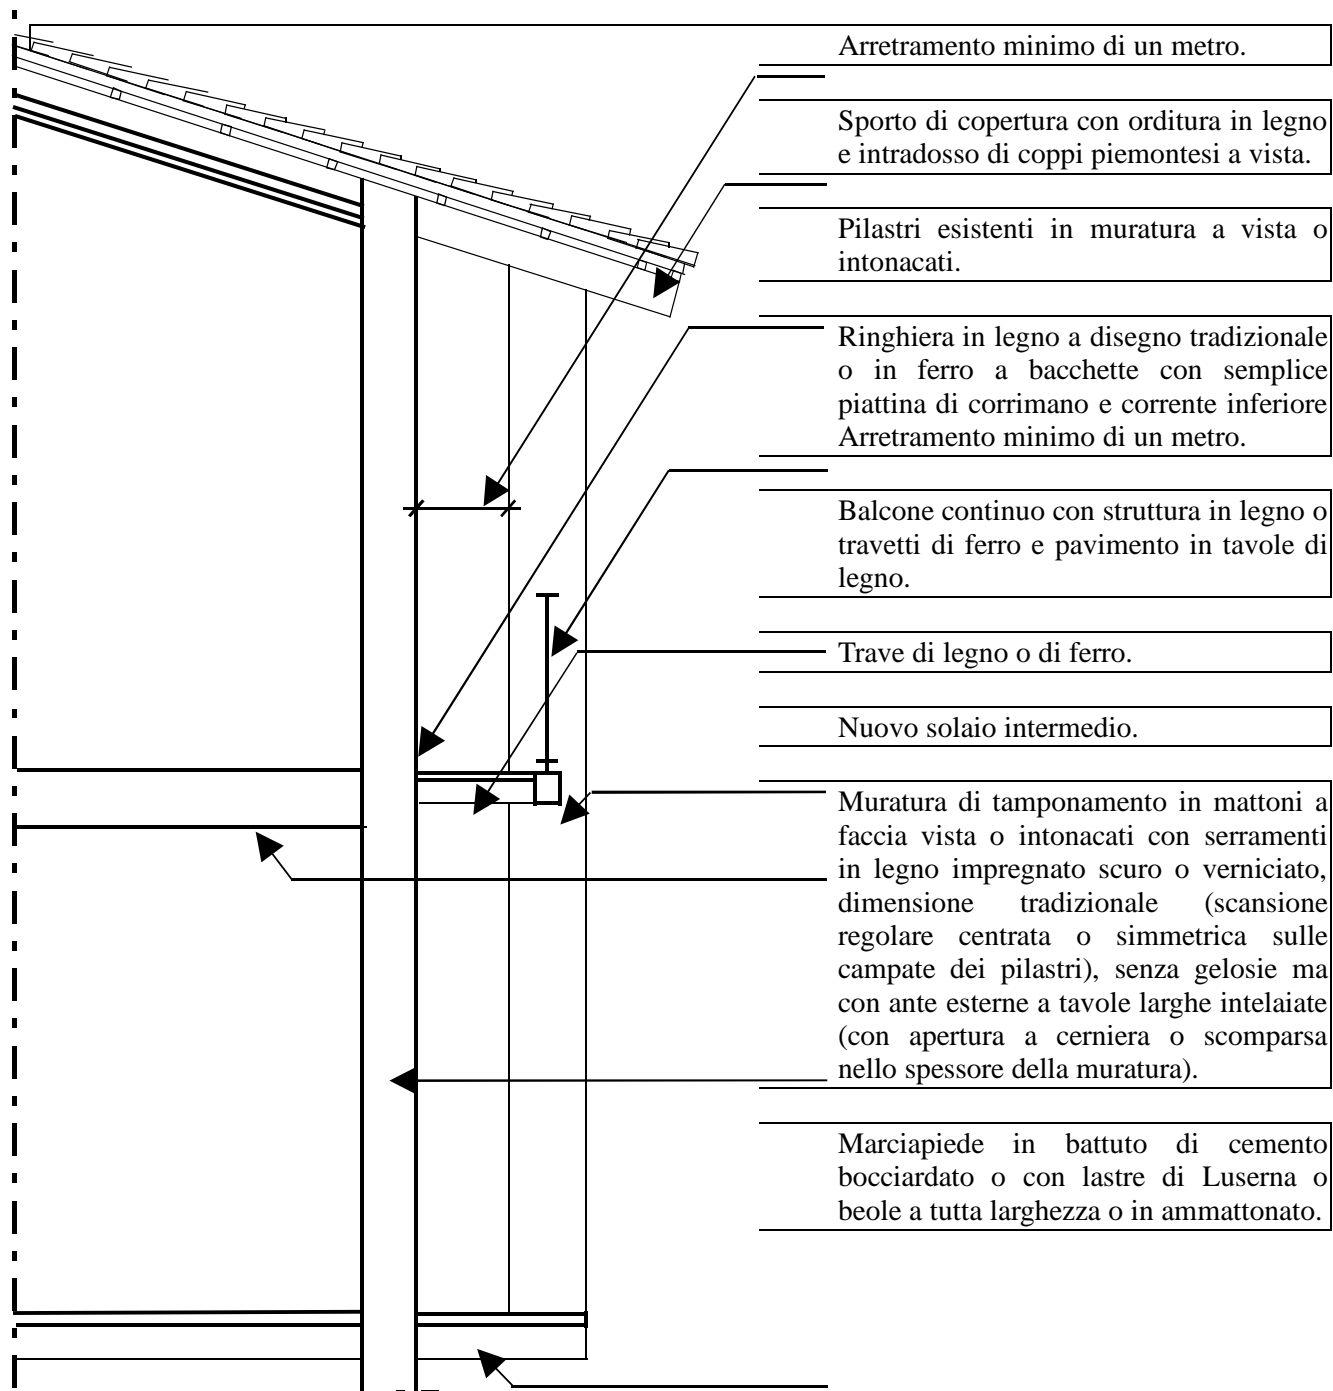 Arretramento minimo di un metro.
Sporto di copertura con orditura in legno
e intradosso di coppi piemontesi a vista.
Pilastri esistenti in muratura a vista o
intonacati.
Ringhiera in legno a disegno tradizionale
o in ferro a bacchette con semplice
piattina di corrimano e corrente inferiore
Arretramento minimo di un metro.
Balcone continuo con struttura in legno o
travetti di ferro e pavimento in tavole di
legno.
Trave di legno o di ferro.
Nuovo solaio intermedio.
Muratura di tamponamento in mattoni a
faccia vista o intonacati con serramenti
in legno impregnato scuro o verniciato,
dimensione tradizionale (scansione
regolare centrata o simmetrica sulle
campate dei pilastri), senza gelosie ma
con ante esterne a tavole larghe intelaiate
(con apertura a cerniera o scomparsa
nello spessore della muratura).
Marciapiede in battuto di cemento
bocciardato o con lastre di Luserna o
beole a tutta larghezza o in ammattonato.